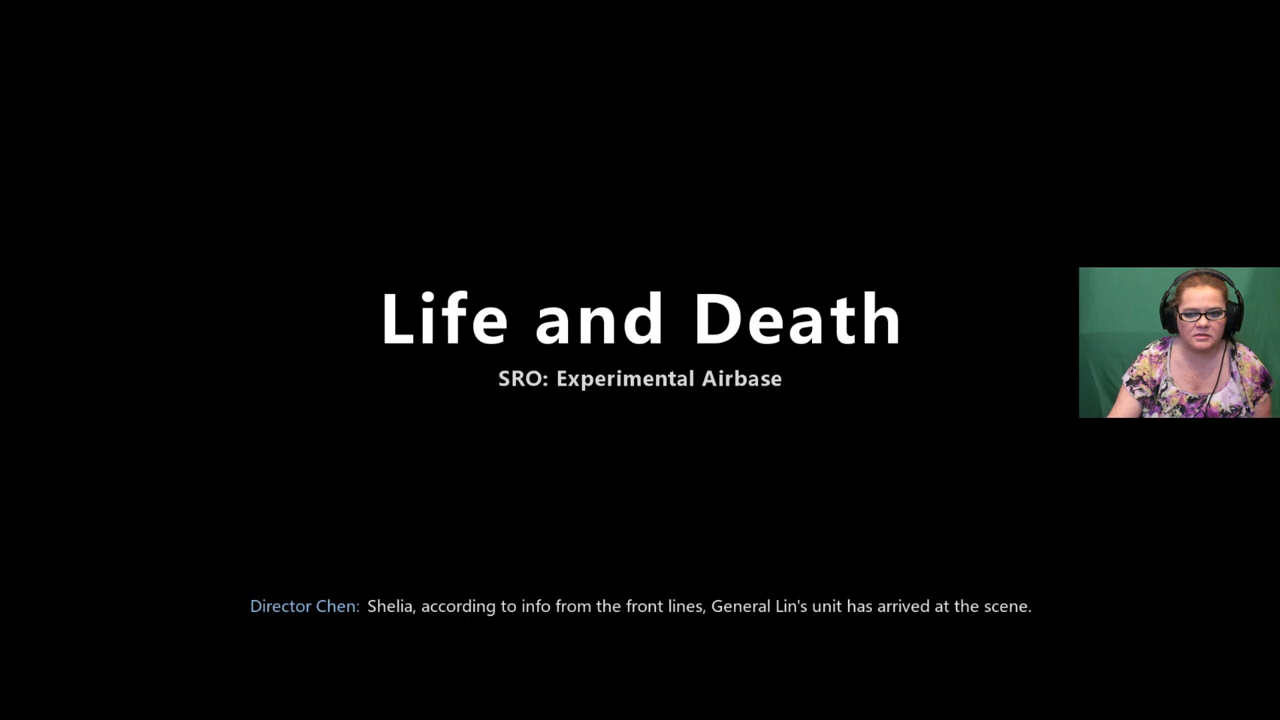 Life and Death
SRO: Experimental Airbase
Director Chen: Shelia, according to info from the front lines, General Lin's unit has arrived at the scene.